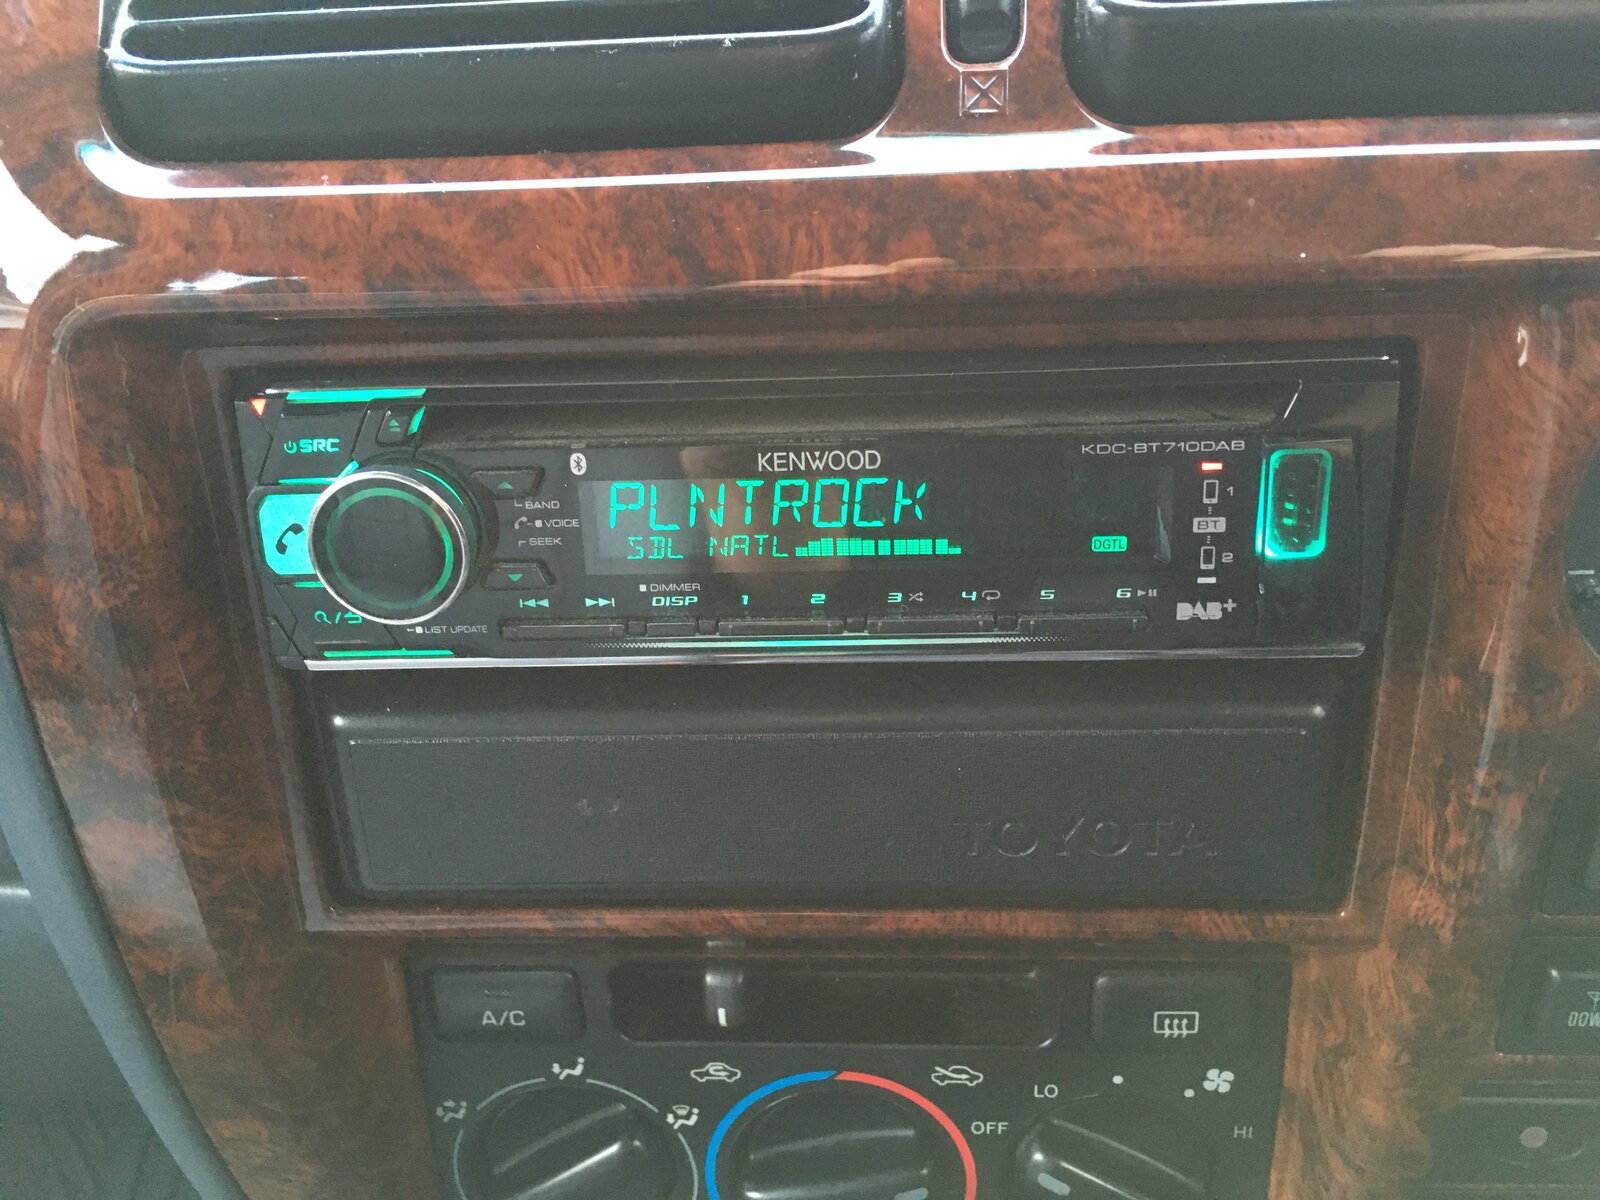 SRC
KENWOOD
KDC-BT710DAB
PLNTROCK
SDL NATL
DGTL
BAND
VOICE
SEEK
1
BT
2
DIMMER
DISP 1 2 3 4 5 6
LIST UPDATE
DAB+
TOYOTA
A/C
LO
OFF
HI